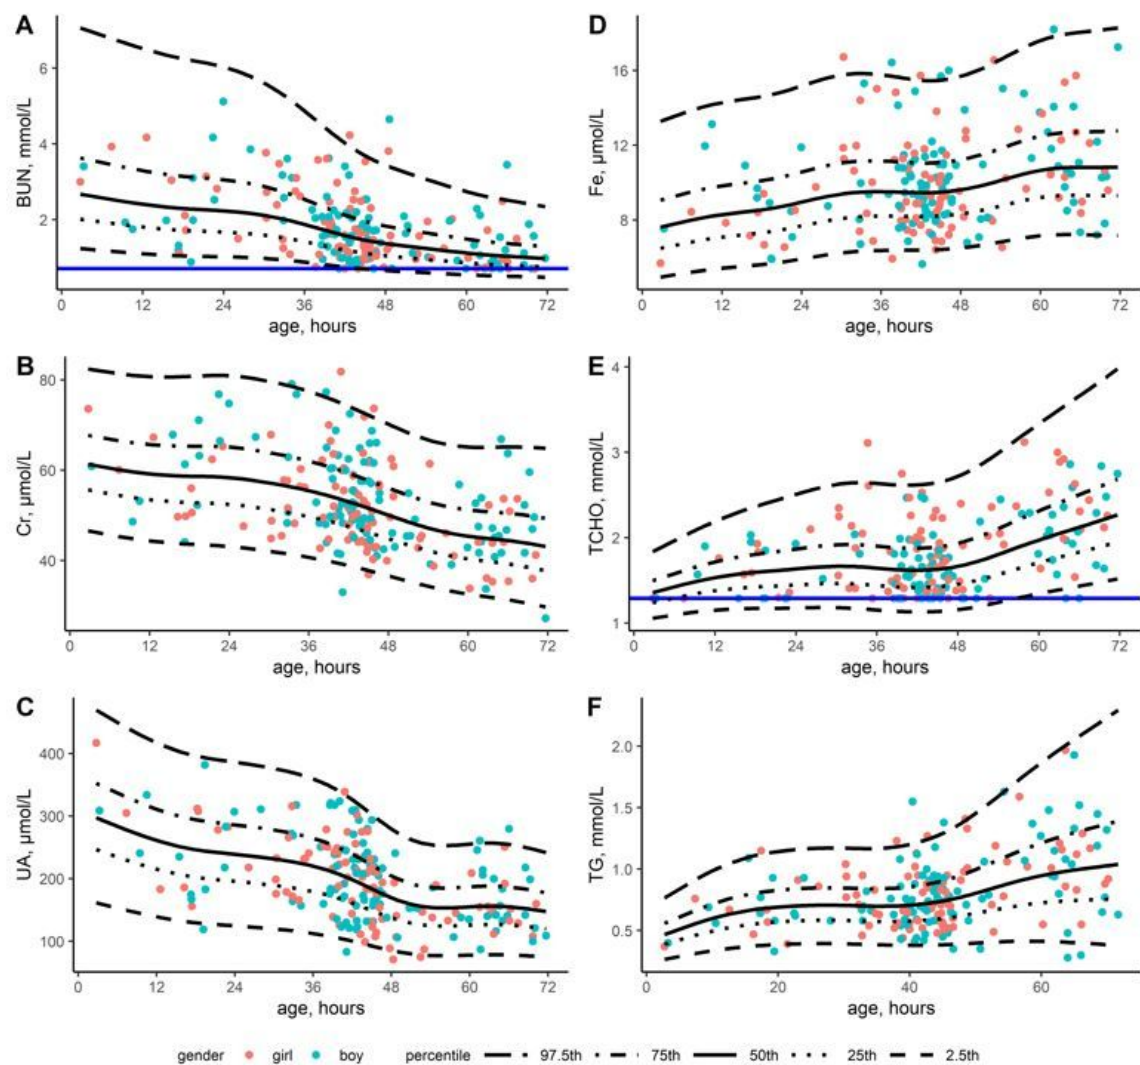 A
BUN, mmol/L
6
4
2
0 12 24 36 48 60 72
age, hours
B
Cr, µmol/L
80
60
40
0 12 24 36 48 60 72
age, hours
C
UA, µmol/L
400
300
200
100
0 12 24 36 48 60 72
age, hours
D
Fe, µmol/L
16
12
8
0 12 24 36 48 60 72
age, hours
E
TCHO, mmol/L
4
3
2
1
0 12 24 36 48 60 72
age, hours
F
TG, mmol/L
2.0
1.5
1.0
0.5
0 20 40 60
age, hours
gender girl boy percentile 97.5th 75th 50th 25th 2.5th